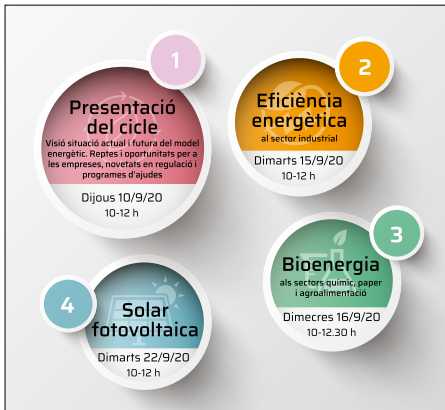 1
Presentació
del cicle
Visió situació actual i futura del model
energètic. Reptes i oportunitats per a
les empreses, novetats en regulació i
programes d'ajudes
Dijous 10/9/20
10-12 h
2
Eficiència
energètica
al sector industrial
Dimarts 15/9/20
10-12 h
3
Bioenergia
als sectors químic, paper
i agroalimentació
Dimecres 16/9/20
10-12.30 h
4
Solar
fotovoltaica
Dimarts 22/9/20
10-12 h